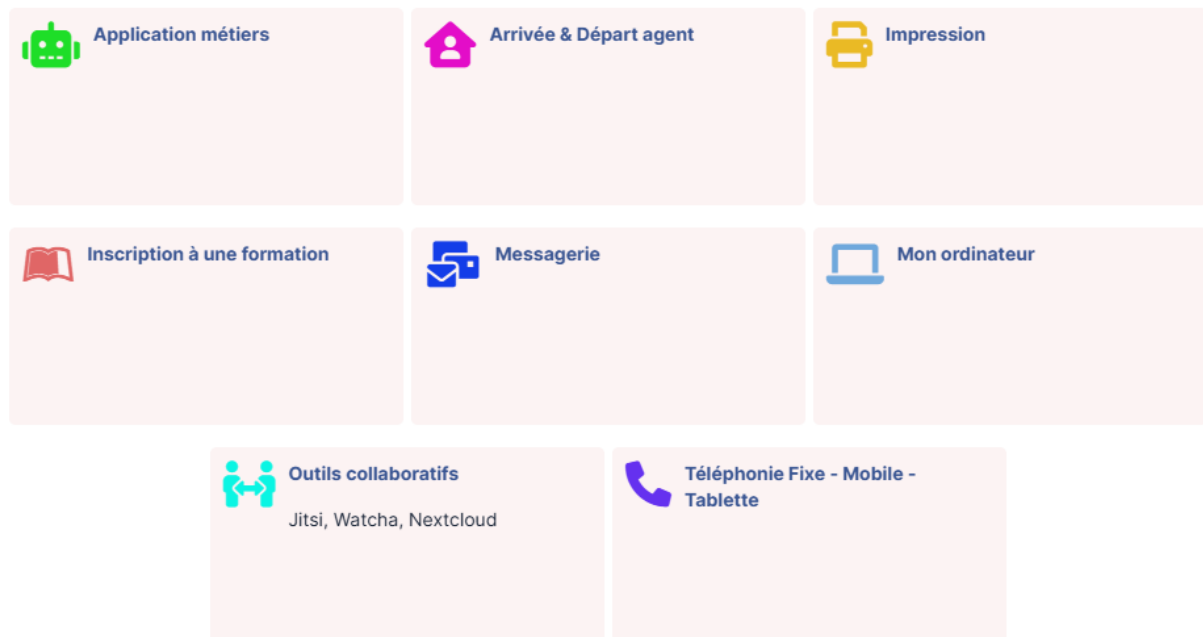 Application métiers
Arrivée & Départ agent
Impression
Inscription à une formation
Messagerie
Mon ordinateur
Outils collaboratifs
Jitsi, Watcha, Nextcloud
Téléphonie Fixe - Mobile -
Tablette